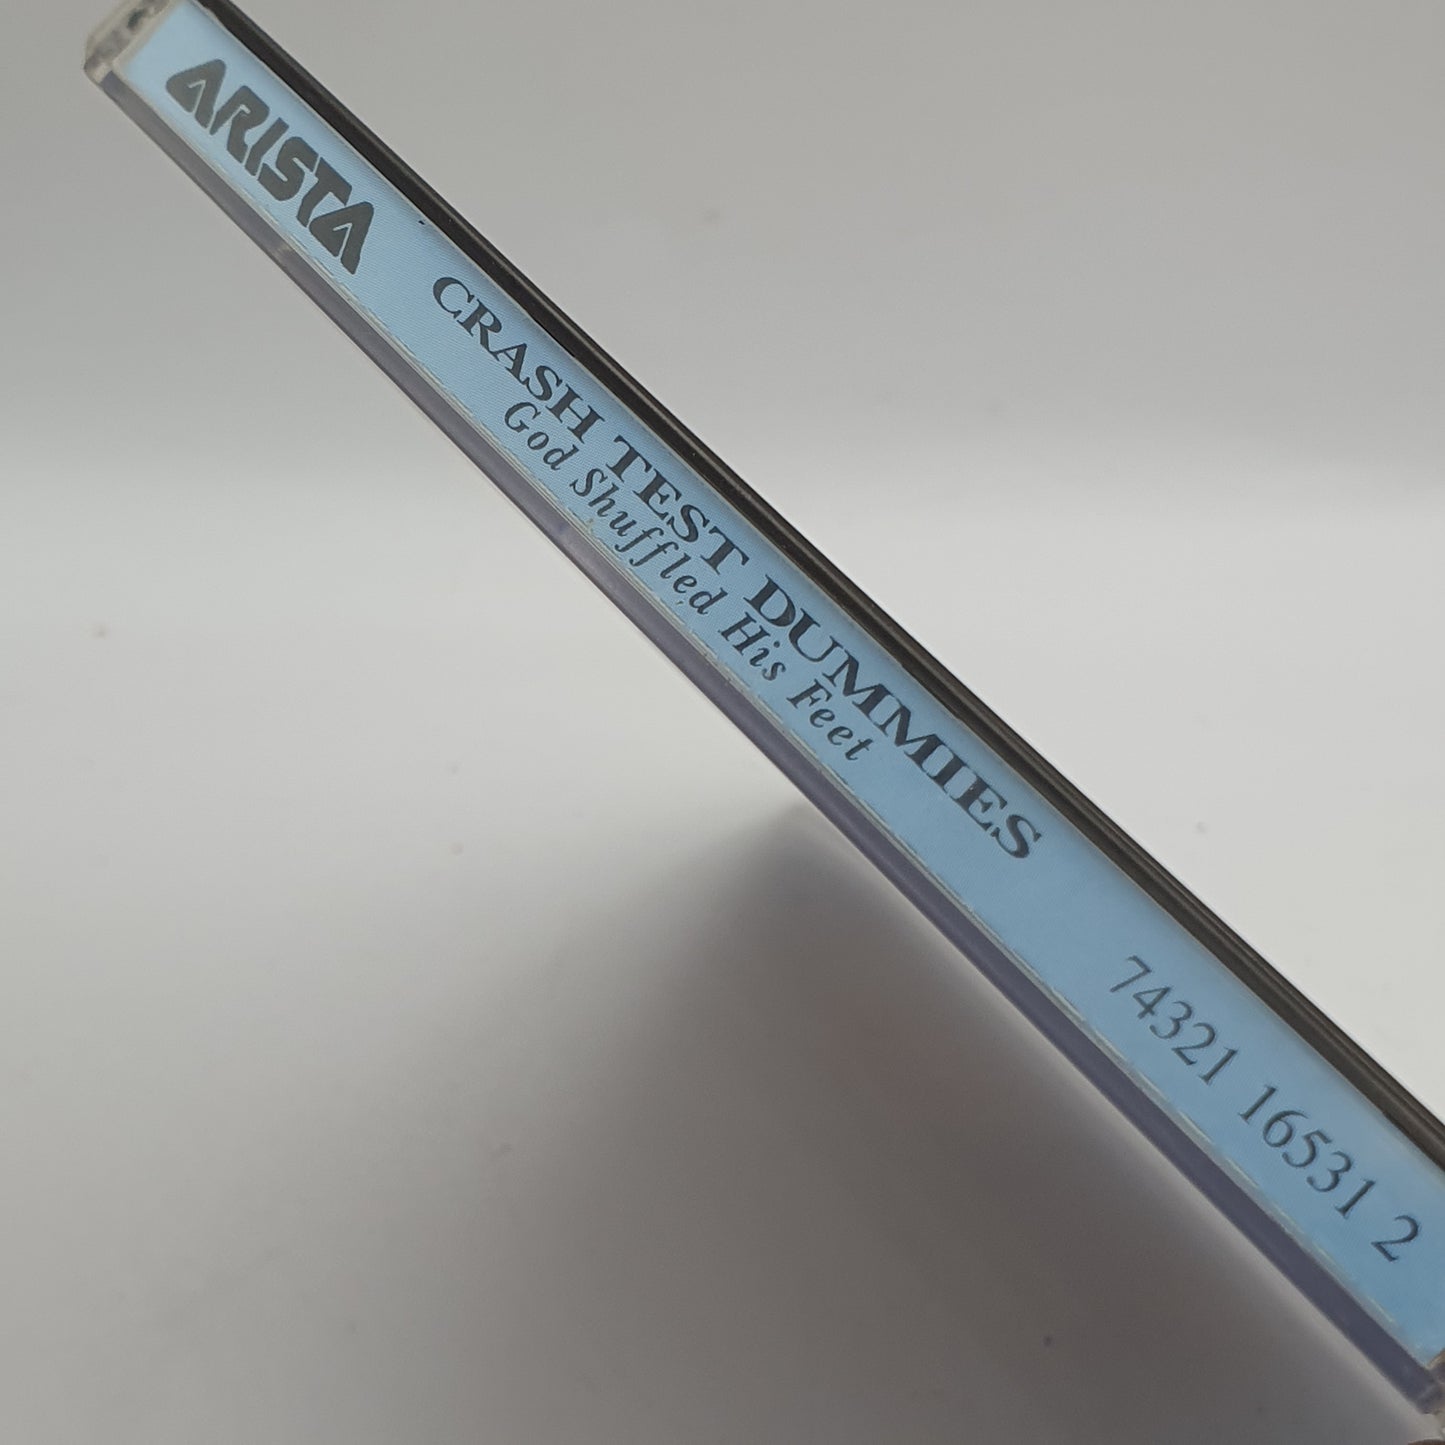 ARISTA
CRASH TEST DUMMIES
God Shuffled His Feet
74321 16531 2